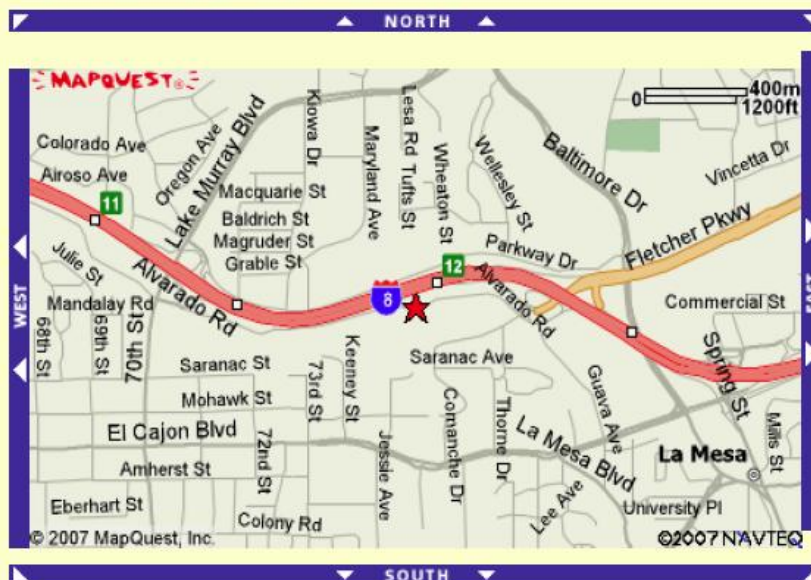 NORTH
MAPQUEST®
400m
0
1200ft
Colorado Ave
Airoso Ave
Oregon Ave
Lake Murray Blvd
Kiowa Dr
Maryland Ave
Lesa Rd
Tufts St
Wheaton St
Wellesley St
Baltimore Dr
Vincetta Dr
11
Macquarie St
Baldrich St
Magruder St
Grable St
Parkway Dr
Fletcher Pkwy
12
8
Julie St
Alvarado Rd
Alvarado Rd
WEST
Mandalay Rd
Commercial St
68th St
69th St
70th St
Saranac St
Saranac Ave
73rd St
Keeney St
Spring St
Mohawk St
Guava Ave
El Cajon Blvd
72nd St
Jessie Ave
Comanche Dr
Thorne Dr
La Mesa Blvd
La Mesa
Mills St
Amherst St
Lee Ave
Eberhart St
Colony Rd
University Pl
© 2007 MapQuest, Inc.
©2007 NAVTEQ
SOUTH